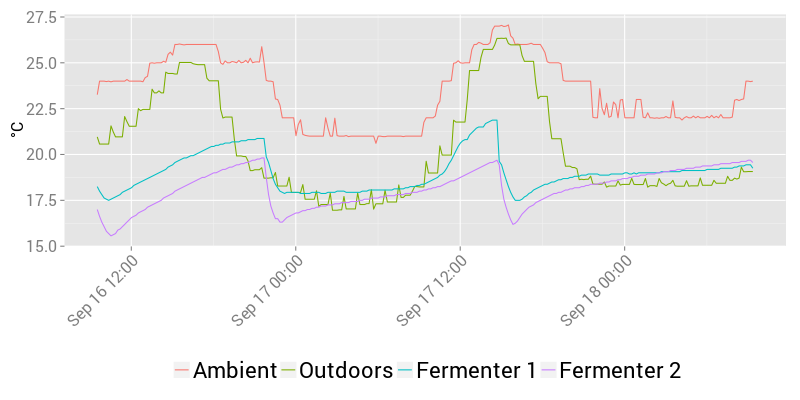 27.5
25.0
22.5
20.0
17.5
15.0
°C
Sep 16 12:00
Sep 17 00:00
Sep 17 12:00
Sep 18 00:00
Ambient Outdoors Fermenter 1 Fermenter 2